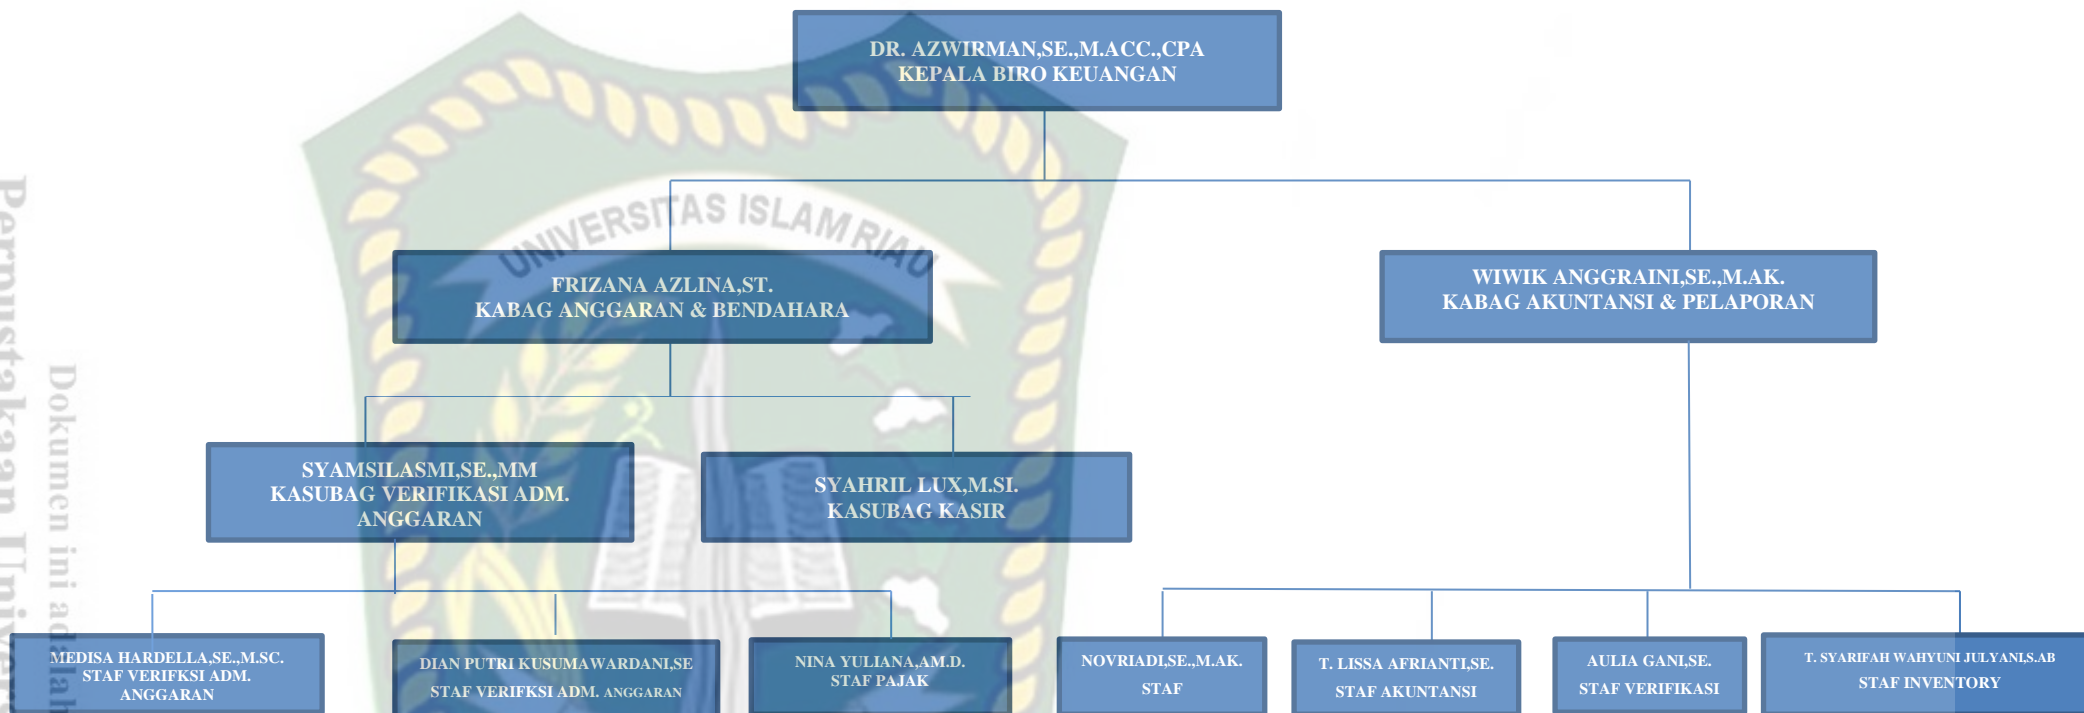 DR. AZWIRMAN,SE.,M.ACC.,CPA
KEPALA BIRO KEUANGAN
UNIVERSITAS ISLAM RIAU
FRIZANA AZLINA,ST.
KABAG ANGGARAN & BENDAHARA
WIWIK ANGGRAINI,SE.,M.AK.
KABAG AKUNTANSI & PELAPORAN
SYAMSILASMI,SE.,MM
KASUBAG VERIFIKASI ADM.
ANGGARAN
SYAHRIL LUX,M.SI.
KASUBAG KASIR
MEDISA HARDELLA,SE.,M.SC.
STAF VERIFKSI ADM.
ANGGARAN
DIAN PUTRI KUSUMAWARDANI,SE
STAF VERIFKSI ADM. ANGGARAN
NINA YULIANA,AM.D.
STAF PAJAK
NOVRIADI,SE.,M.AK.
STAF
T. LISSA AFRIANTI,SE.
STAF AKUNTANSI
AULIA GANI,SE.
STAF VERIFIKASI
T. SYARIFAH WAHYUNI JULYANI,S.AB
STAF INVENTORY
Dokumen ini adalah
Perpustakaan